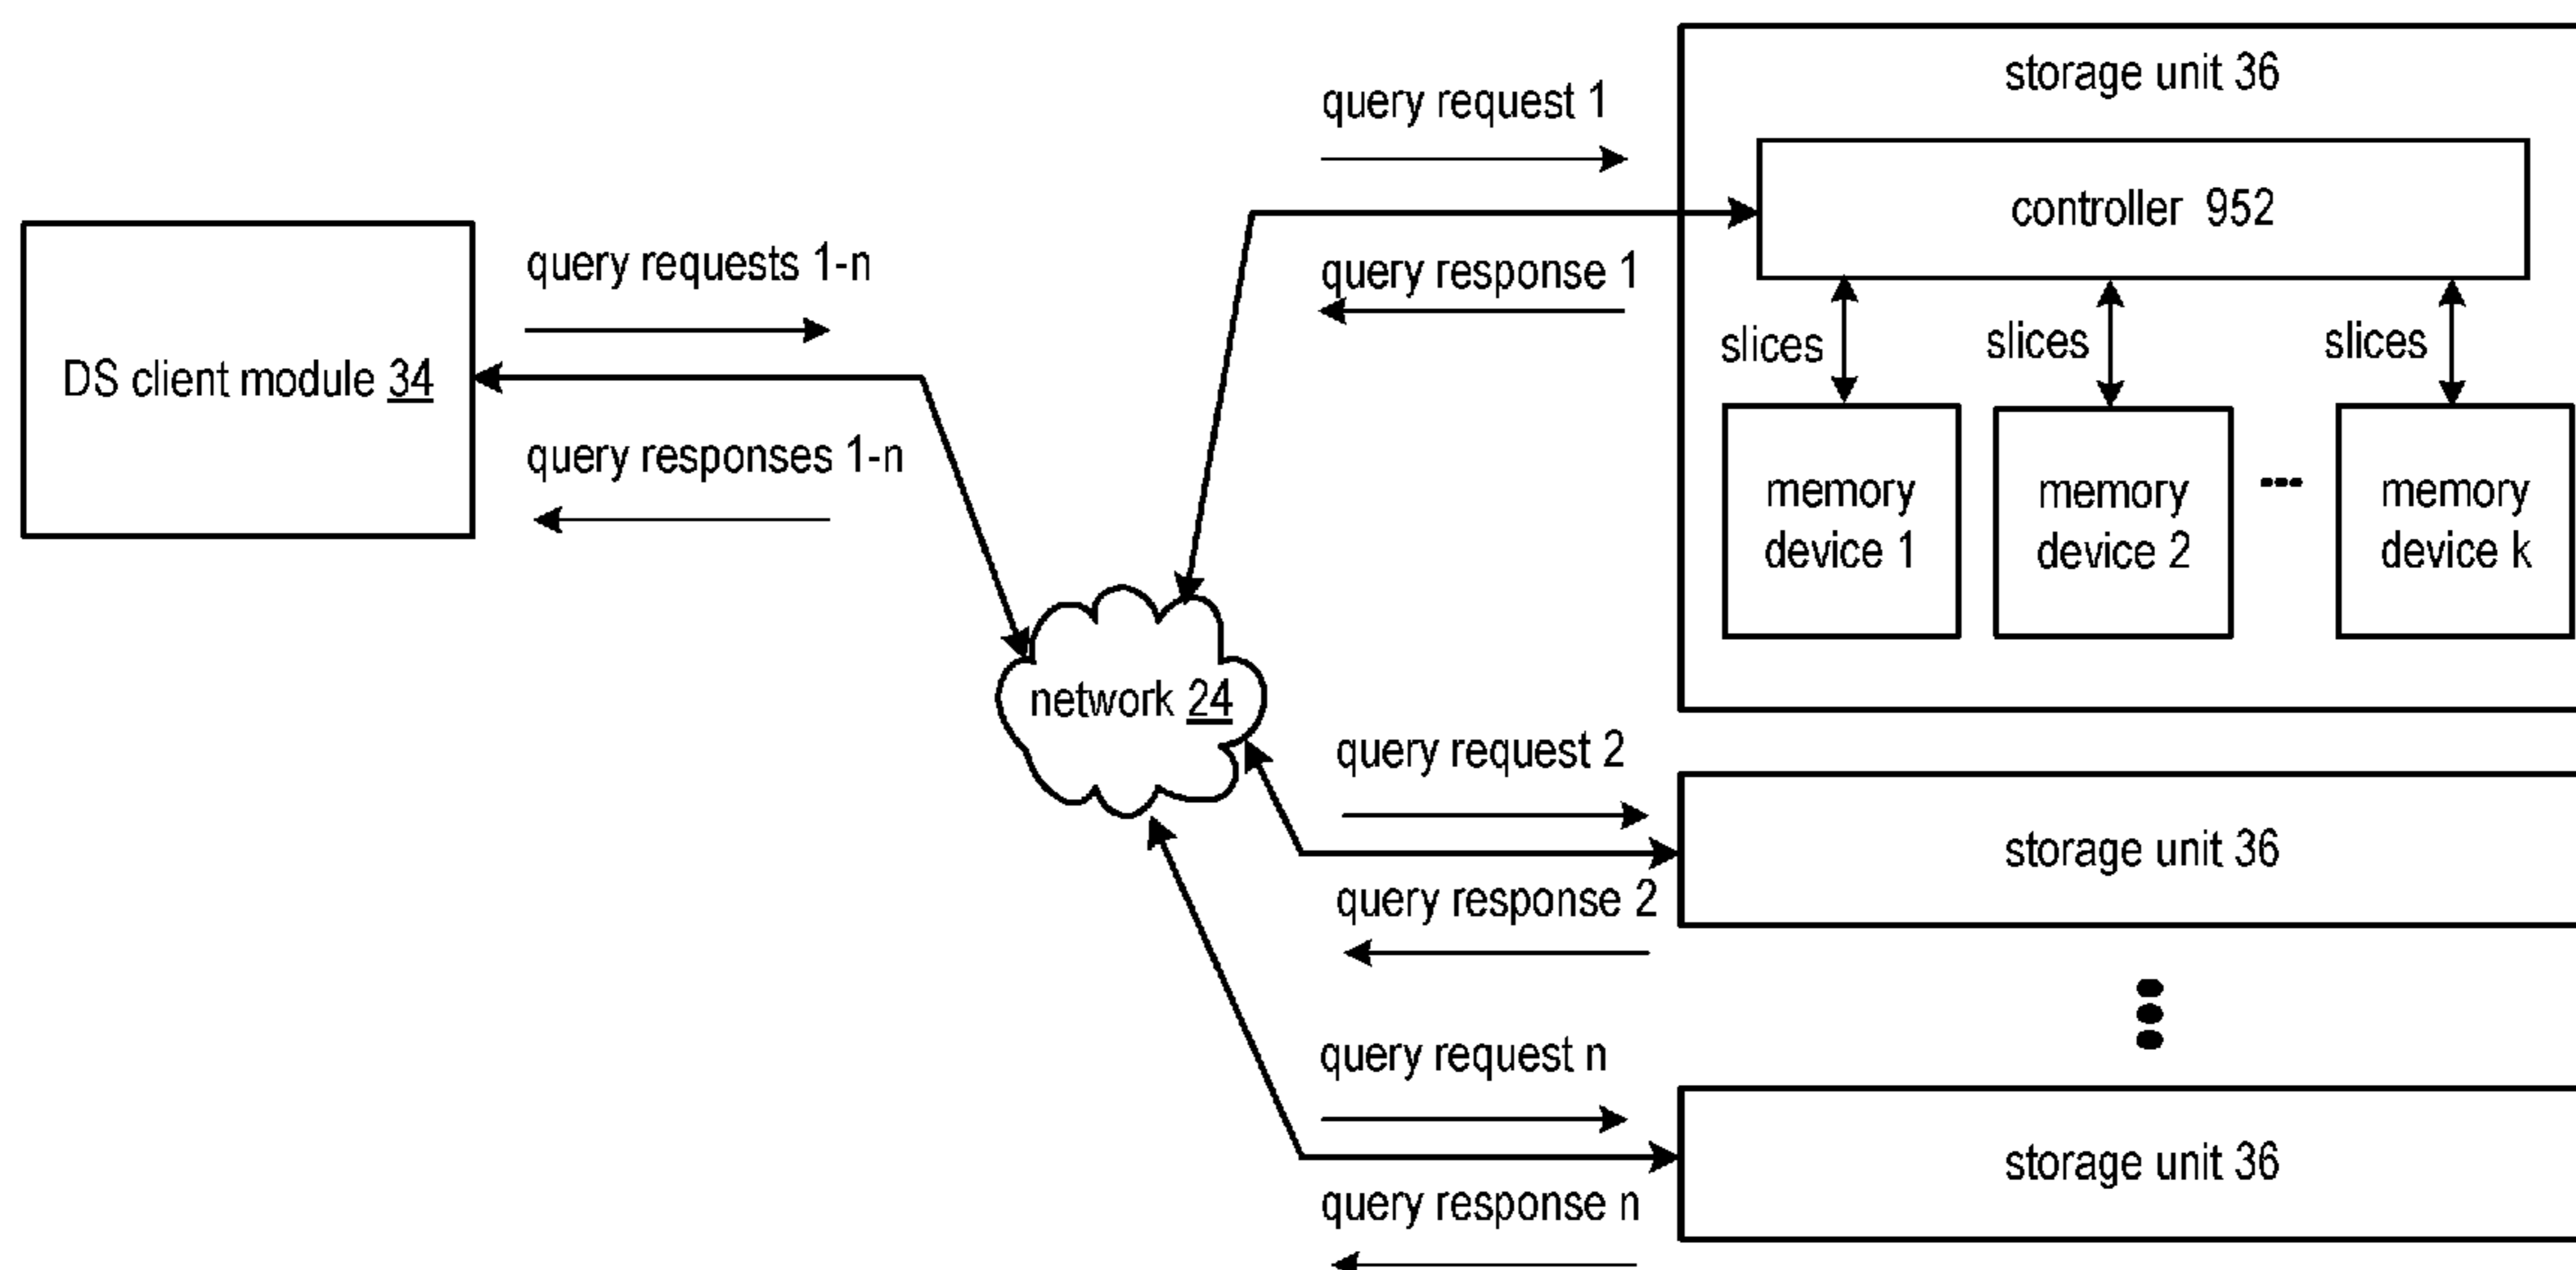 storage unit 36
query request 1
controller 952
query requests 1-n
query response 1
slices
slices
slices
DS client module 34
query responses 1-n
memory
device 1
memory
device 2
---
memory
device k
network 24
query request 2
storage unit 36
query response 2
query request n
storage unit 36
query response n